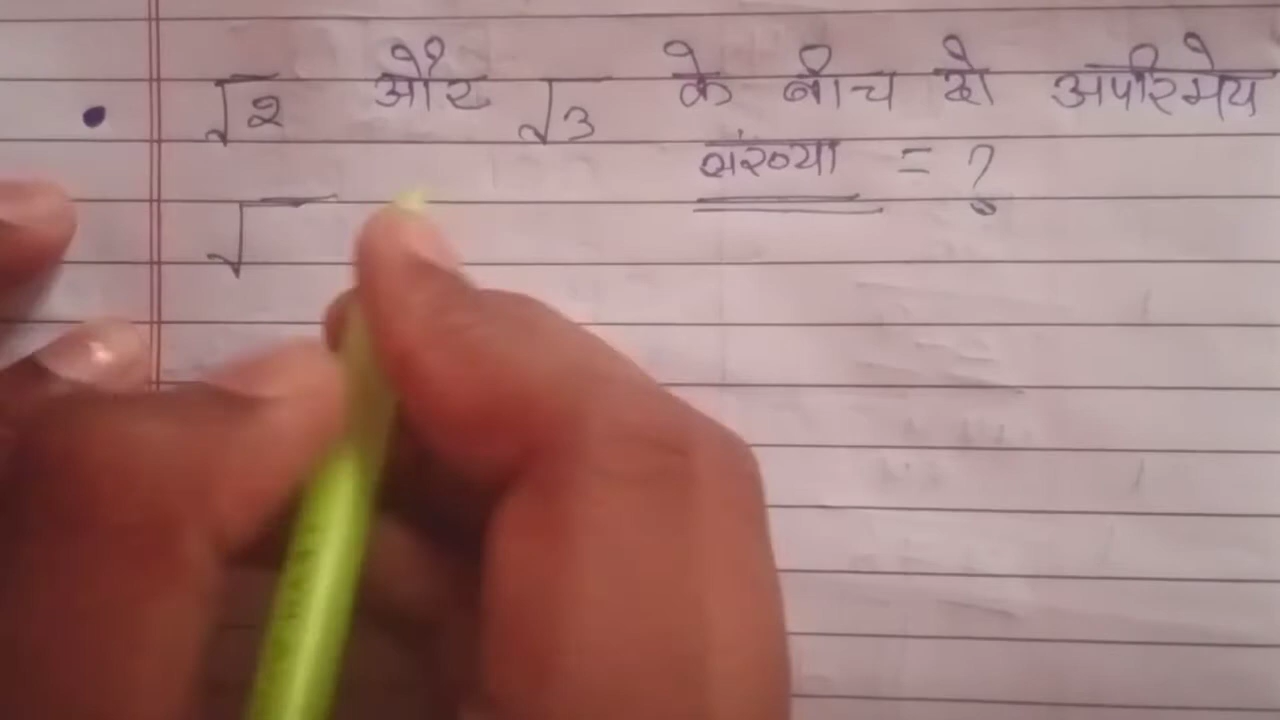 • √2 और √3 के बीच दो अपरिमेय
संख्या = ?
√